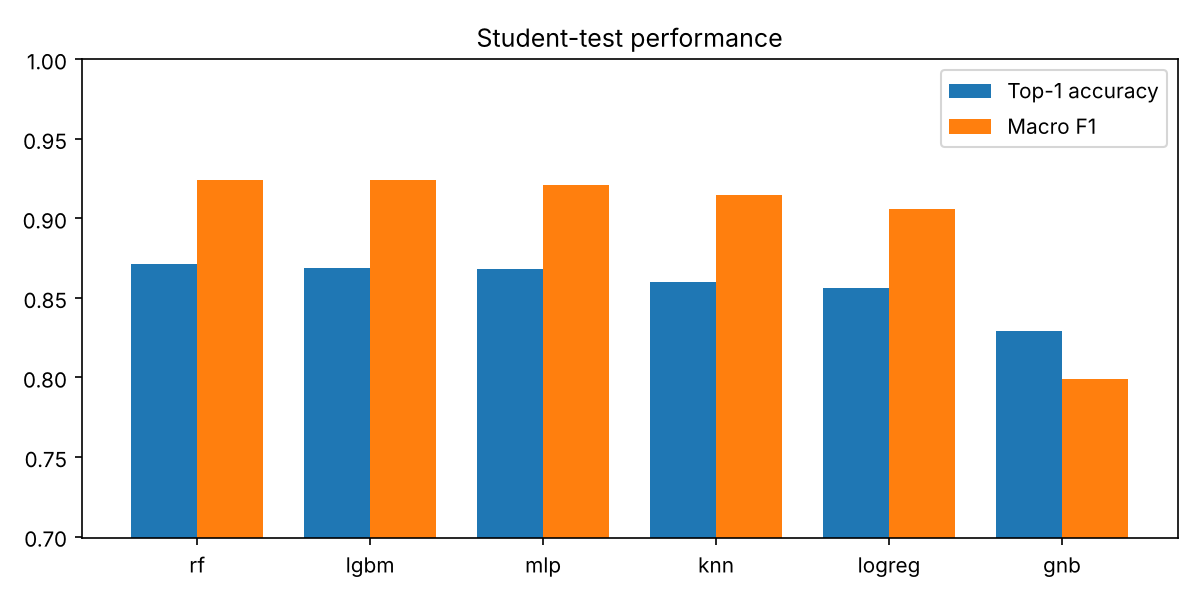 Student-test performance
1.00
0.95
0.90
0.85
0.80
0.75
0.70
Top-1 accuracy
Macro F1
rf lgbm mlp knn logreg gnb